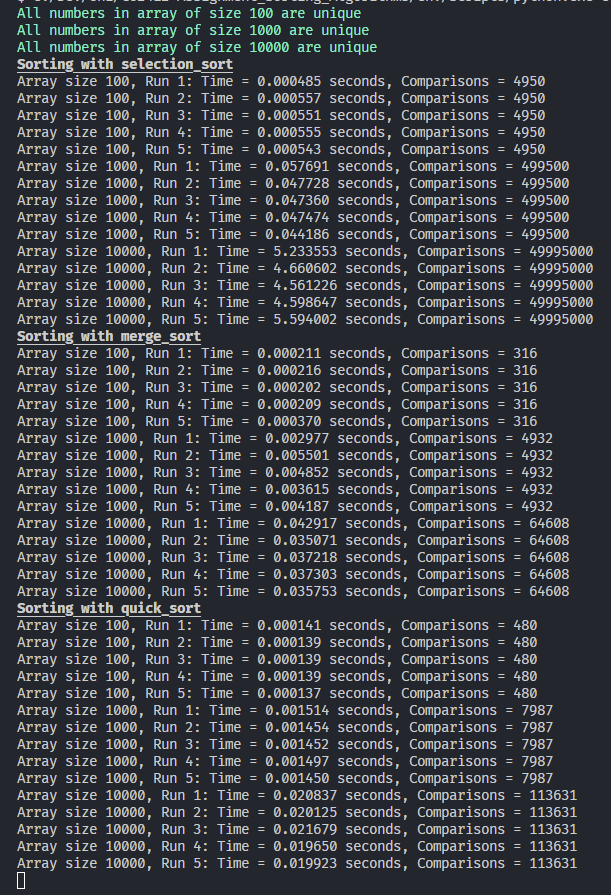 All numbers in array of size 100 are unique
All numbers in array of size 1000 are unique
All numbers in array of size 10000 are unique
Sorting with selection_sort
Array size 100, Run 1: Time = 0.000485 seconds, Comparisons = 4950
Array size 100, Run 2: Time = 0.000557 seconds, Comparisons = 4950
Array size 100, Run 3: Time = 0.000551 seconds, Comparisons = 4950
Array size 100, Run 4: Time = 0.000555 seconds, Comparisons = 4950
Array size 100, Run 5: Time = 0.000543 seconds, Comparisons = 4950
Array size 1000, Run 1: Time = 0.057691 seconds, Comparisons = 499500
Array size 1000, Run 2: Time = 0.047728 seconds, Comparisons = 499500
Array size 1000, Run 3: Time = 0.047360 seconds, Comparisons = 499500
Array size 1000, Run 4: Time = 0.047474 seconds, Comparisons = 499500
Array size 1000, Run 5: Time = 0.044186 seconds, Comparisons = 499500
Array size 10000, Run 1: Time = 5.233553 seconds, Comparisons = 49995000
Array size 10000, Run 2: Time = 4.660602 seconds, Comparisons = 49995000
Array size 10000, Run 3: Time = 4.561226 seconds, Comparisons = 49995000
Array size 10000, Run 4: Time = 4.598647 seconds, Comparisons = 49995000
Array size 10000, Run 5: Time = 5.594002 seconds, Comparisons = 49995000
Sorting with merge_sort
Array size 100, Run 1: Time = 0.000211 seconds, Comparisons = 316
Array size 100, Run 2: Time = 0.000216 seconds, Comparisons = 316
Array size 100, Run 3: Time = 0.000202 seconds, Comparisons = 316
Array size 100, Run 4: Time = 0.000209 seconds, Comparisons = 316
Array size 100, Run 5: Time = 0.000370 seconds, Comparisons = 316
Array size 1000, Run 1: Time = 0.002977 seconds, Comparisons = 4932
Array size 1000, Run 2: Time = 0.005501 seconds, Comparisons = 4932
Array size 1000, Run 3: Time = 0.004852 seconds, Comparisons = 4932
Array size 1000, Run 4: Time = 0.003615 seconds, Comparisons = 4932
Array size 1000, Run 5: Time = 0.004187 seconds, Comparisons = 4932
Array size 10000, Run 1: Time = 0.042917 seconds, Comparisons = 64608
Array size 10000, Run 2: Time = 0.035071 seconds, Comparisons = 64608
Array size 10000, Run 3: Time = 0.037218 seconds, Comparisons = 64608
Array size 10000, Run 4: Time = 0.037303 seconds, Comparisons = 64608
Array size 10000, Run 5: Time = 0.035753 seconds, Comparisons = 64608
Sorting with quick_sort
Array size 100, Run 1: Time = 0.000141 seconds, Comparisons = 480
Array size 100, Run 2: Time = 0.000139 seconds, Comparisons = 480
Array size 100, Run 3: Time = 0.000139 seconds, Comparisons = 480
Array size 100, Run 4: Time = 0.000139 seconds, Comparisons = 480
Array size 100, Run 5: Time = 0.000137 seconds, Comparisons = 480
Array size 1000, Run 1: Time = 0.001514 seconds, Comparisons = 7987
Array size 1000, Run 2: Time = 0.001454 seconds, Comparisons = 7987
Array size 1000, Run 3: Time = 0.001452 seconds, Comparisons = 7987
Array size 1000, Run 4: Time = 0.001497 seconds, Comparisons = 7987
Array size 1000, Run 5: Time = 0.001450 seconds, Comparisons = 7987
Array size 10000, Run 1: Time = 0.020837 seconds, Comparisons = 113631
Array size 10000, Run 2: Time = 0.020125 seconds, Comparisons = 113631
Array size 10000, Run 3: Time = 0.021679 seconds, Comparisons = 113631
Array size 10000, Run 4: Time = 0.019650 seconds, Comparisons = 113631
Array size 10000, Run 5: Time = 0.019923 seconds, Comparisons = 113631